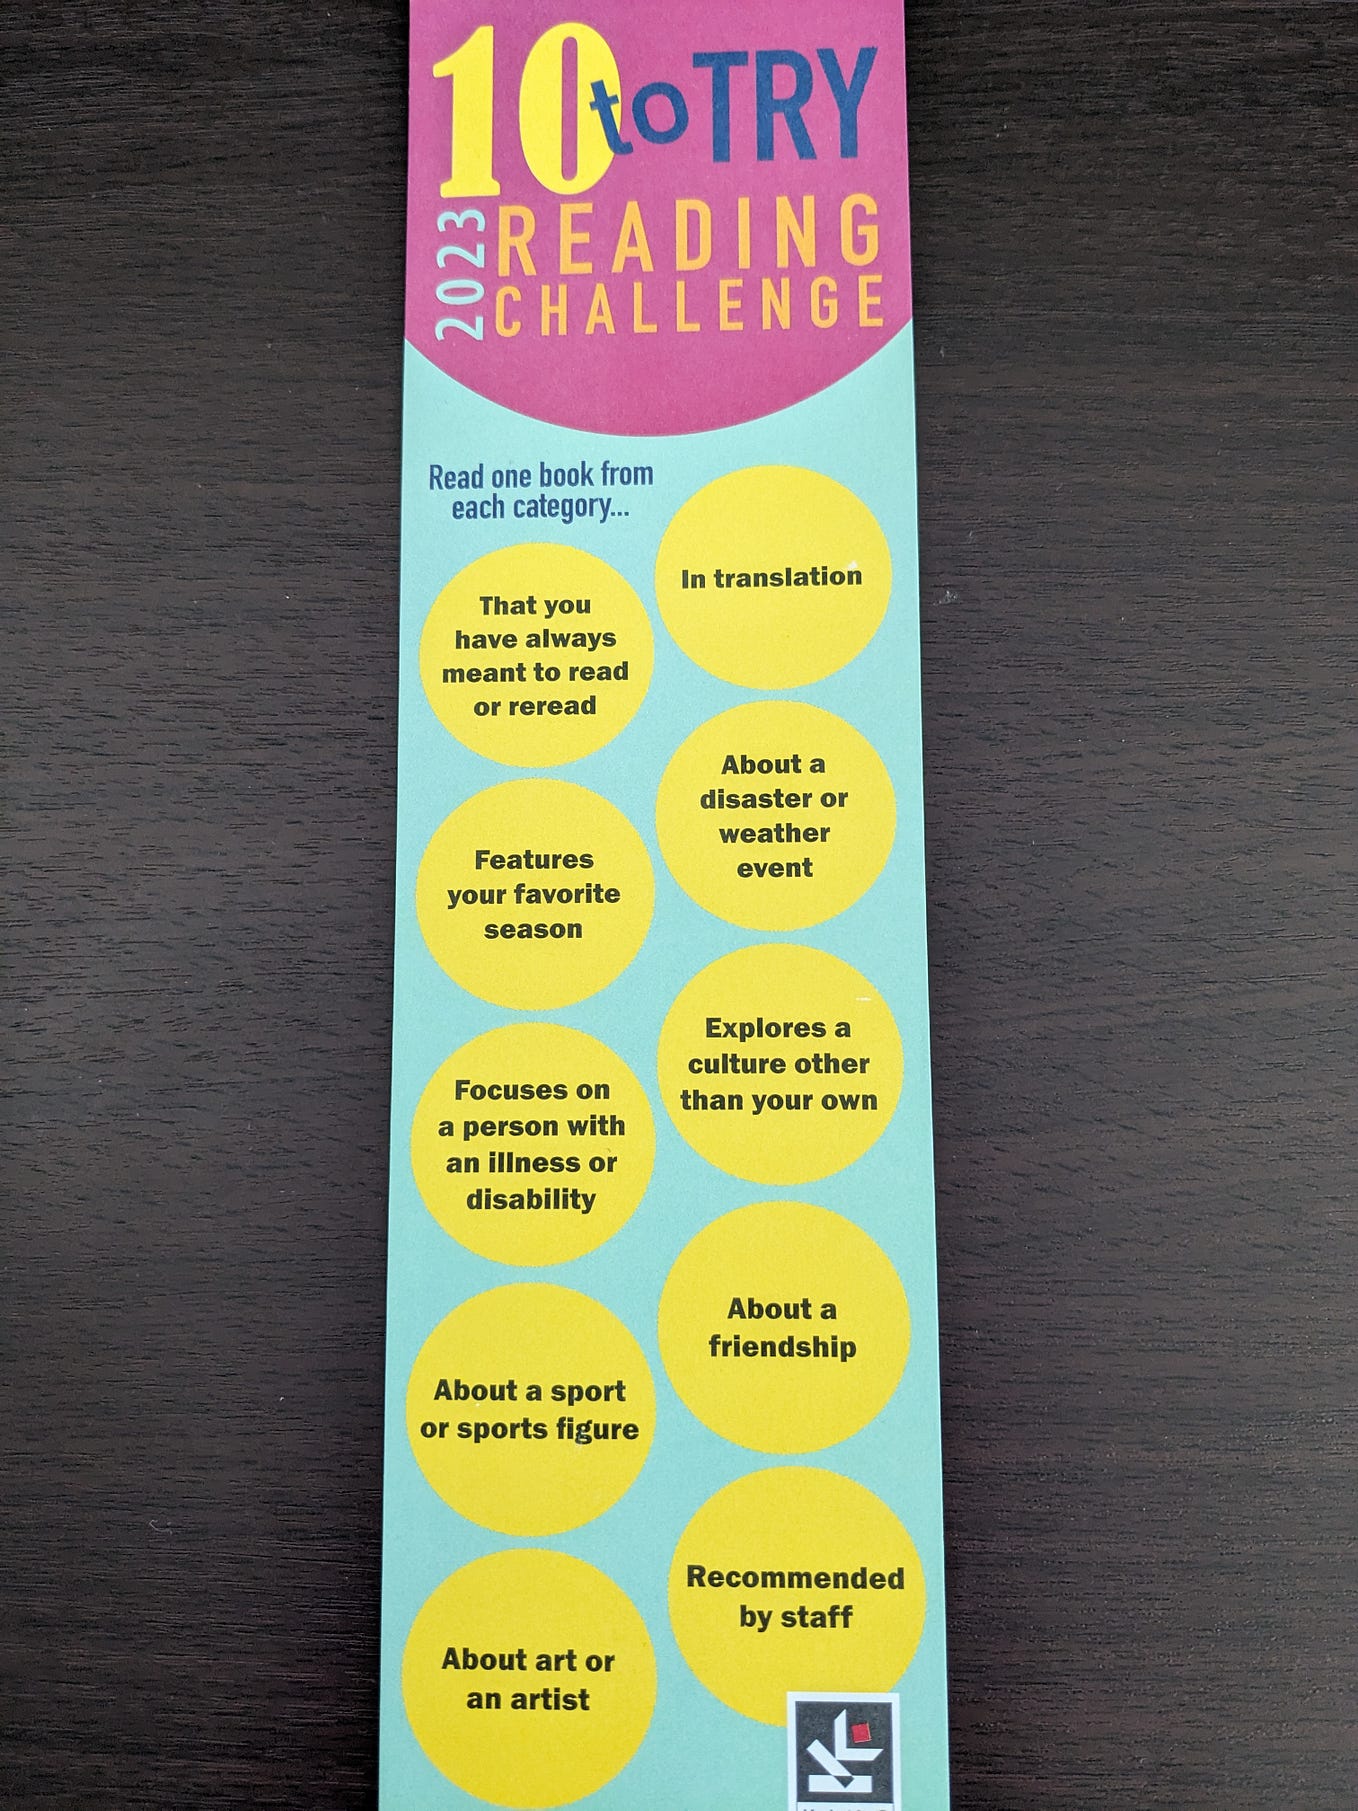 10 to TRY
2023
READING
CHALLENGE
Read one book from
each category...
That you
have always
meant to read
or reread
In translation
Features
your favorite
season
About a
disaster or
weather
event
Focuses on
a person with
an illness or
disability
Explores a
culture other
than your own
About a sport
or sports figure
About a
friendship
About art or
an artist
Recommended
by staff